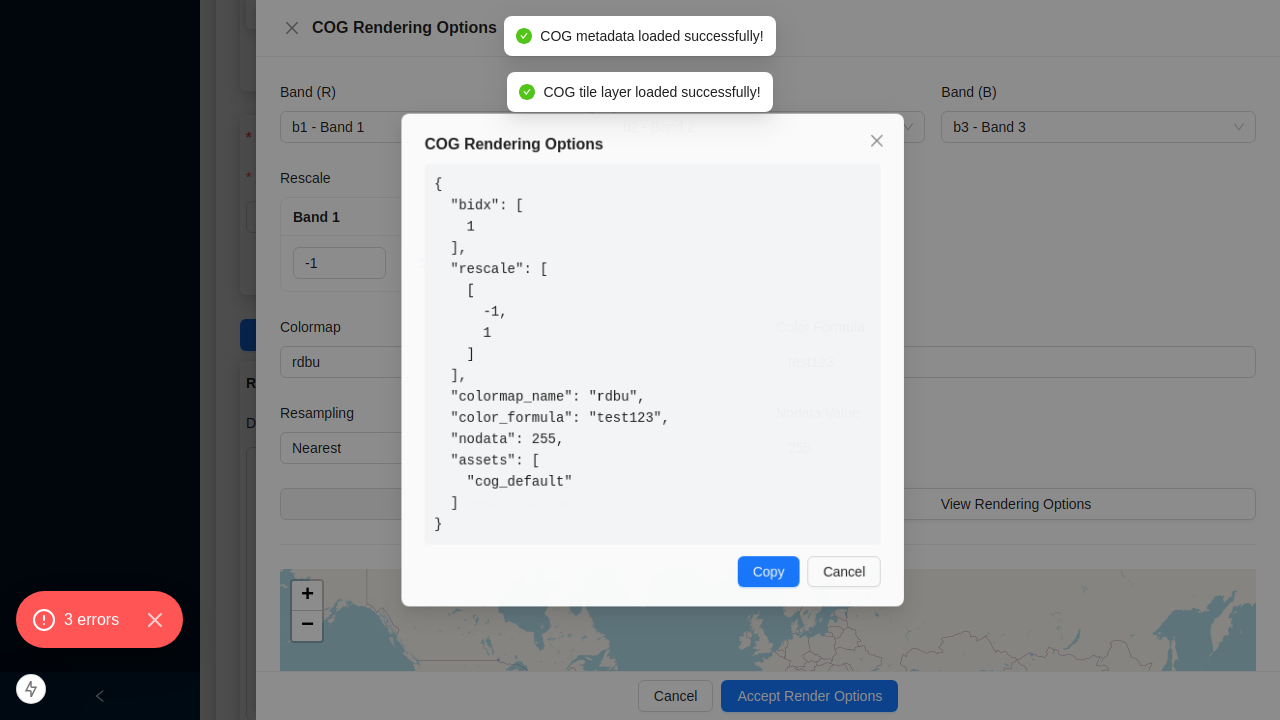 COG Rendering Options
COG metadata loaded successfully!
COG tile layer loaded successfully!
Band (R)
Band (B)
b1 - Band 1
b2 - Band 2
b3 - Band 3
Rescale
Band 1
-1
Colormap
Color Formula
rdbu
test123
Resampling
Nodata Value
Nearest
255
View Rendering Options
COG Rendering Options
{
"bidx": [
1
],
"rescale": [
[
-1,
1
]
],
"colormap_name": "rdbu",
"color_formula": "test123",
"nodata": 255,
"assets": [
"cog_default"
]
}
Copy
Cancel
+
−
3 errors
Cancel
Accept Render Options